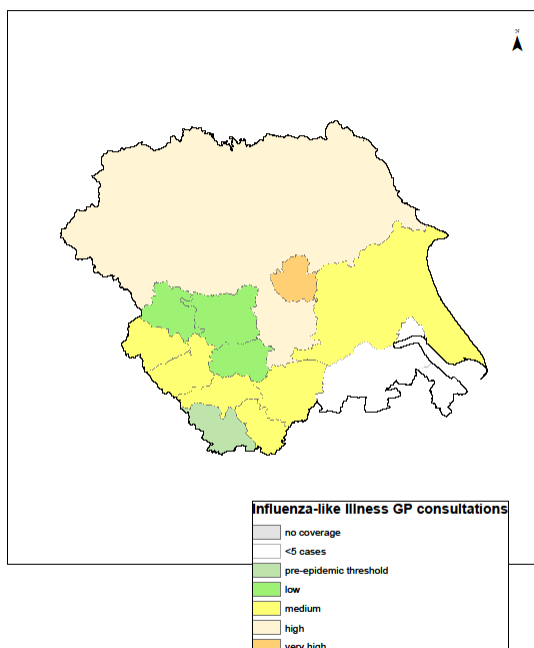 N
Influenza-like Illness GP consultations
no coverage
<5 cases
pre-epidemic threshold
low
medium
high
very high